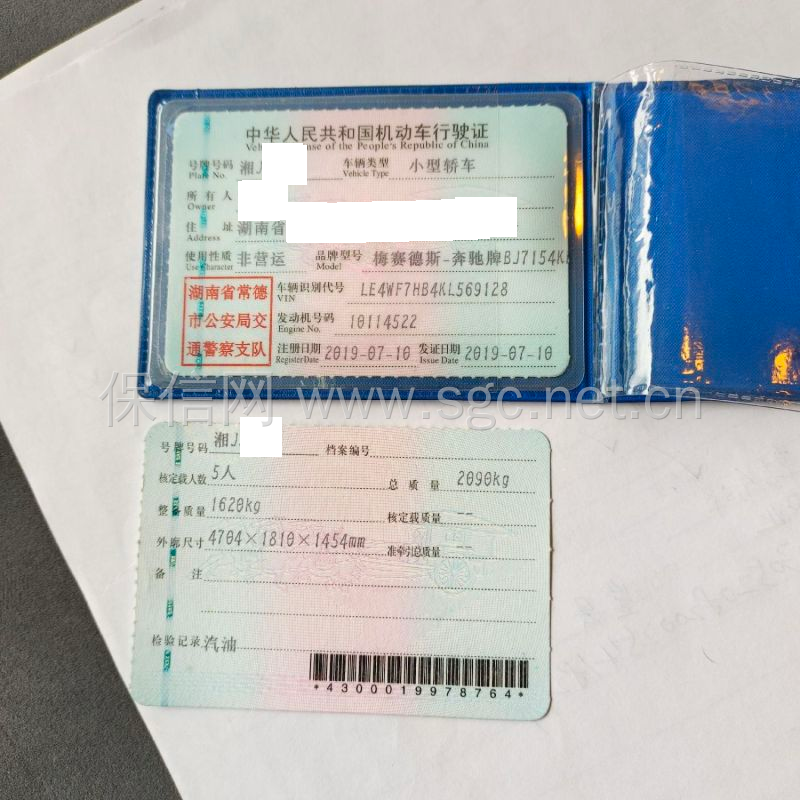 中华人民共和国机动车行驶证
Vehicle License of the People's Republic of China
号牌号码 湘J 车辆类型 小型轿车
Plate No. Vehicle Type
所有人
Owner
住址 湖南省
Address
使用性质 非营运 品牌型号 梅赛德斯-奔驰牌BJ7154K
Use Character Model
湖南省常德
市公安局交
通警察支队
车辆识别代号 LE4WF7HB4KL569128
VIN
发动机号码 10114522
Engine No.
注册日期 2019-07-10 发证日期 2019-07-10
Register Date Issue Date
保信网 www.sgc.net.cn
号牌号码 湘J 档案编号
核定载人数 5人 总质量 2090kg
整备质量 1620kg 核定载质量 --
外廓尺寸 4704×1810×1454mm 准牵引总质量 --
备注
检验记录 汽油
*4300019978764*